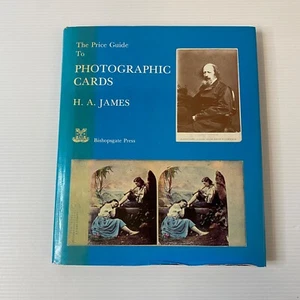 The Price Guide
To
PHOTOGRAPHIC
CARDS
H. A. JAMES
Bishopsgate Press